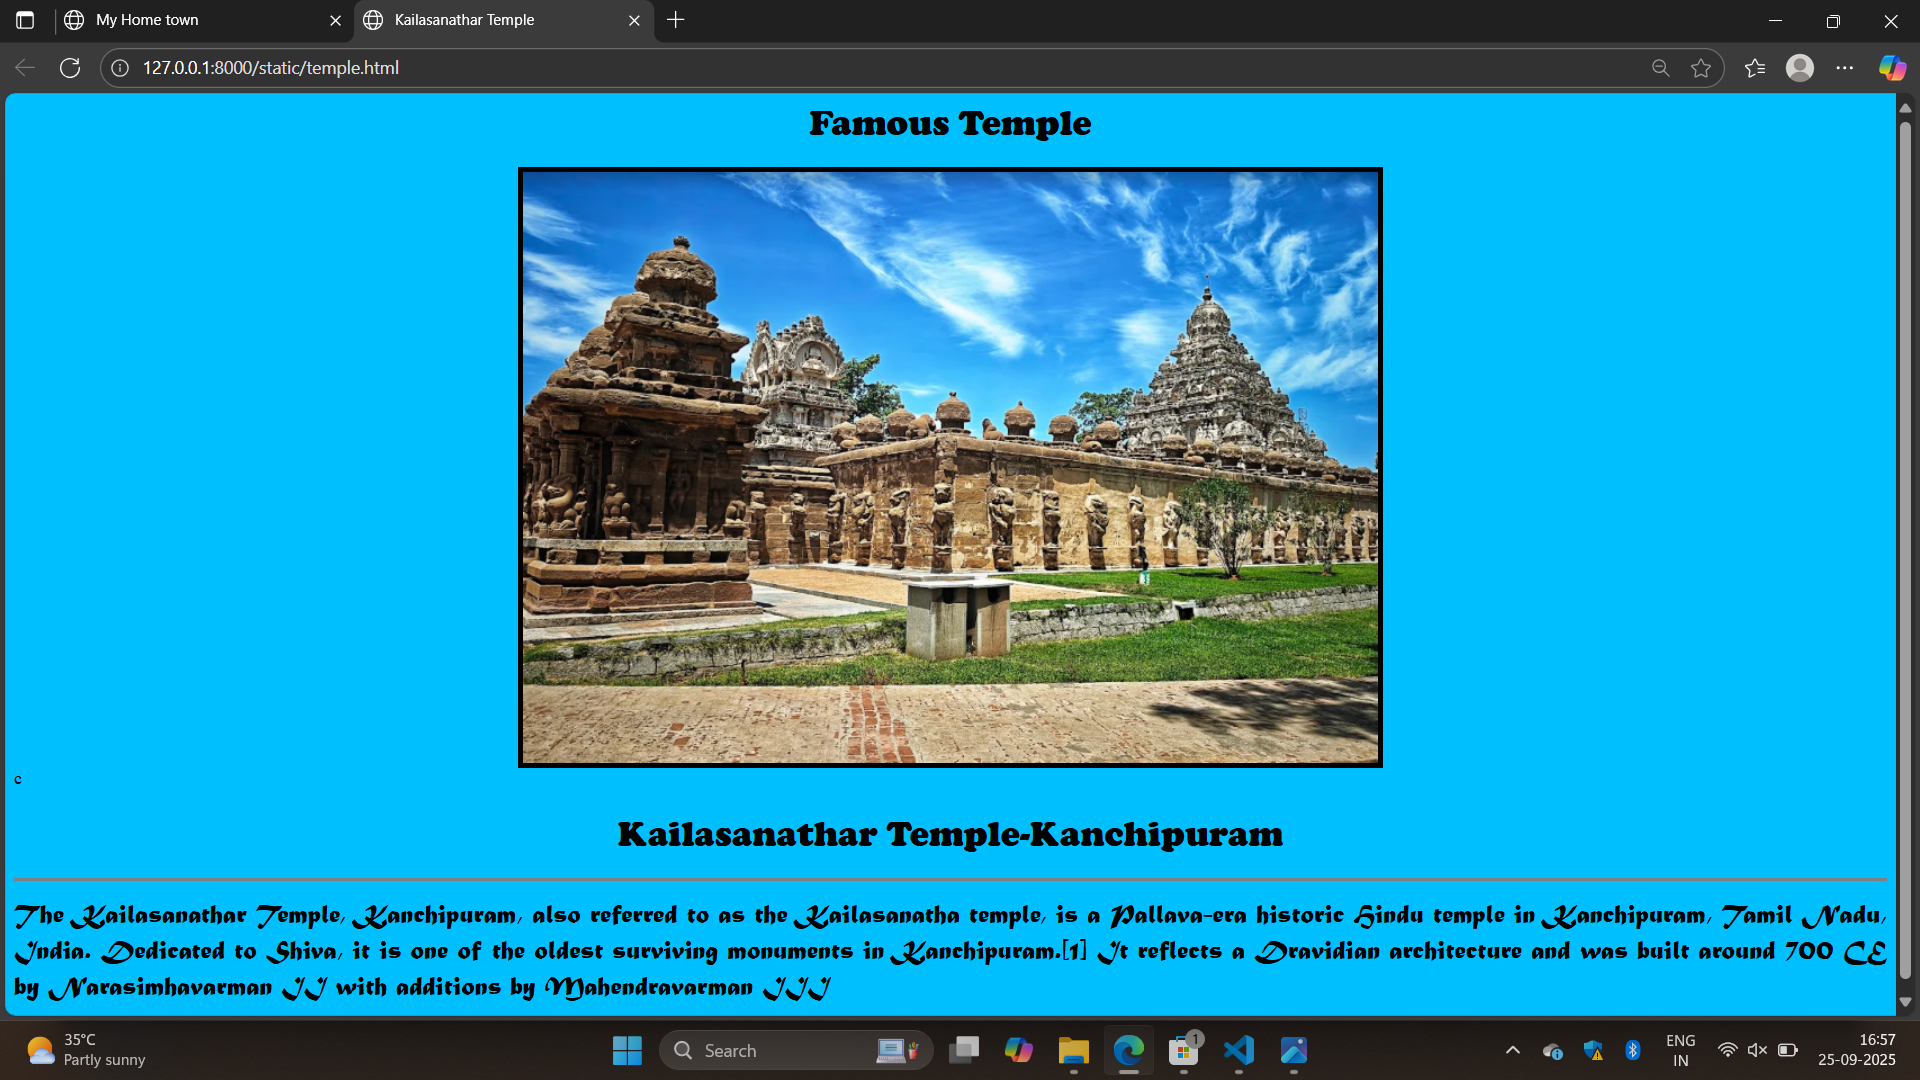 My Home town
Kailasanathar Temple
127.0.0.1:8000/static/temple.html
Famous Temple
c
Kailasanathar Temple-Kanchipuram
The Kailasanathar Temple, Kanchipuram, also referred to as the Kailasanatha temple, is a Pallava-era historic Hindu temple in Kanchipuram, Tamil Nadu,
India. Dedicated to Shiva, it is one of the oldest surviving monuments in Kanchipuram.[1] It reflects a Dravidian architecture and was built around 700 CE
by Narasimhavarman II with additions by Mahendravarman III
35°C
Partly sunny
Search
1
ENG
IN
16:57
25-09-2025